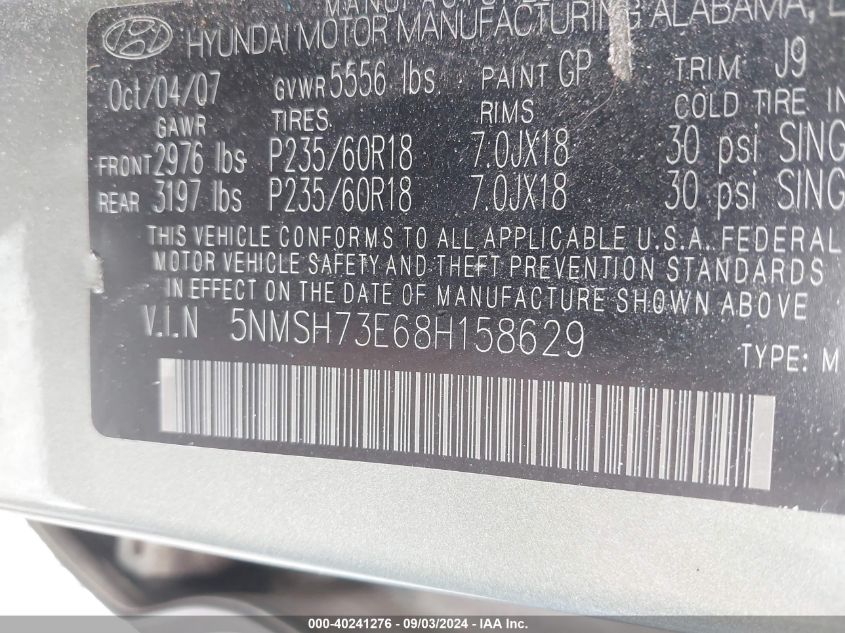 HYUNDAI MOTOR MANUFACTURING ALABAMA,
Oct/04/07 GVWR 5556 lbs PAINT GP TRIM: J9
GAWR TIRES. RIMS COLD TIRE IN
FRONT 2976 lbs P235/60R18 7.0JX18 30 psi SING
REAR 3197 lbs P235/60R18 7.0JX18 30 psi SING
THIS VEHICLE CONFORMS TO ALL APPLICABLE U.S.A. FEDERAL
MOTOR VEHICLE SAFETY AND THEFT PREVENTION STANDARDS
IN EFFECT ON THE DATE OF MANUFACTURE SHOWN ABOVE.
V.I.N 5NMSH73E68H158629
TYPE: M
000-40241276 - 09/03/2024 - IAA Inc.